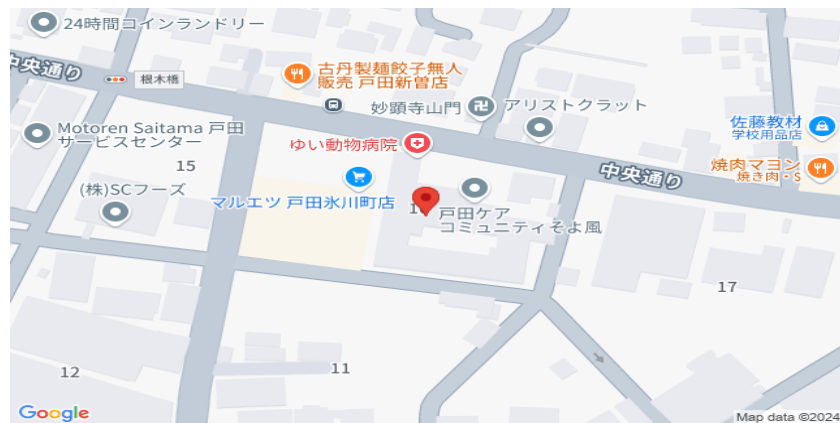 24時間コインランドリー
中央通り
根木橋
古丹製麺餃子無人
販売 戸田新曽店
妙顕寺山門
アリストクラット
佐藤教材
学校用品店
Motoren Saitama 戸田
サービスセンター
ゆい動物病院
15
焼肉マヨン
焼き肉・$
中央通り
(株)SCフーズ
マルエツ 戸田氷川町店
戸田ケア
コミュニティそよ風
17
12
11
Google
Map data ©2024